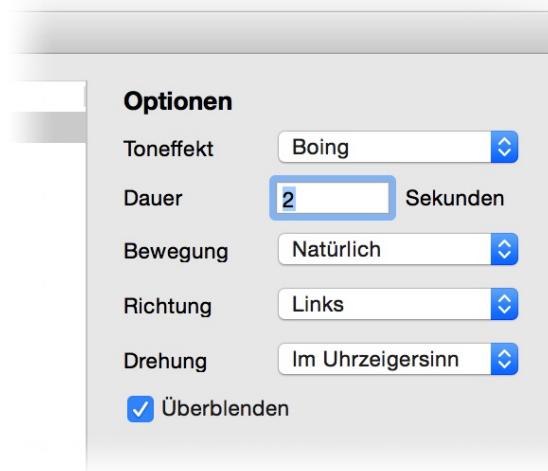 Optionen
Toneffekt Boing
Dauer 2 Sekunden
Bewegung Natürlich
Richtung Links
Drehung Im Uhrzeigersinn
Überblenden